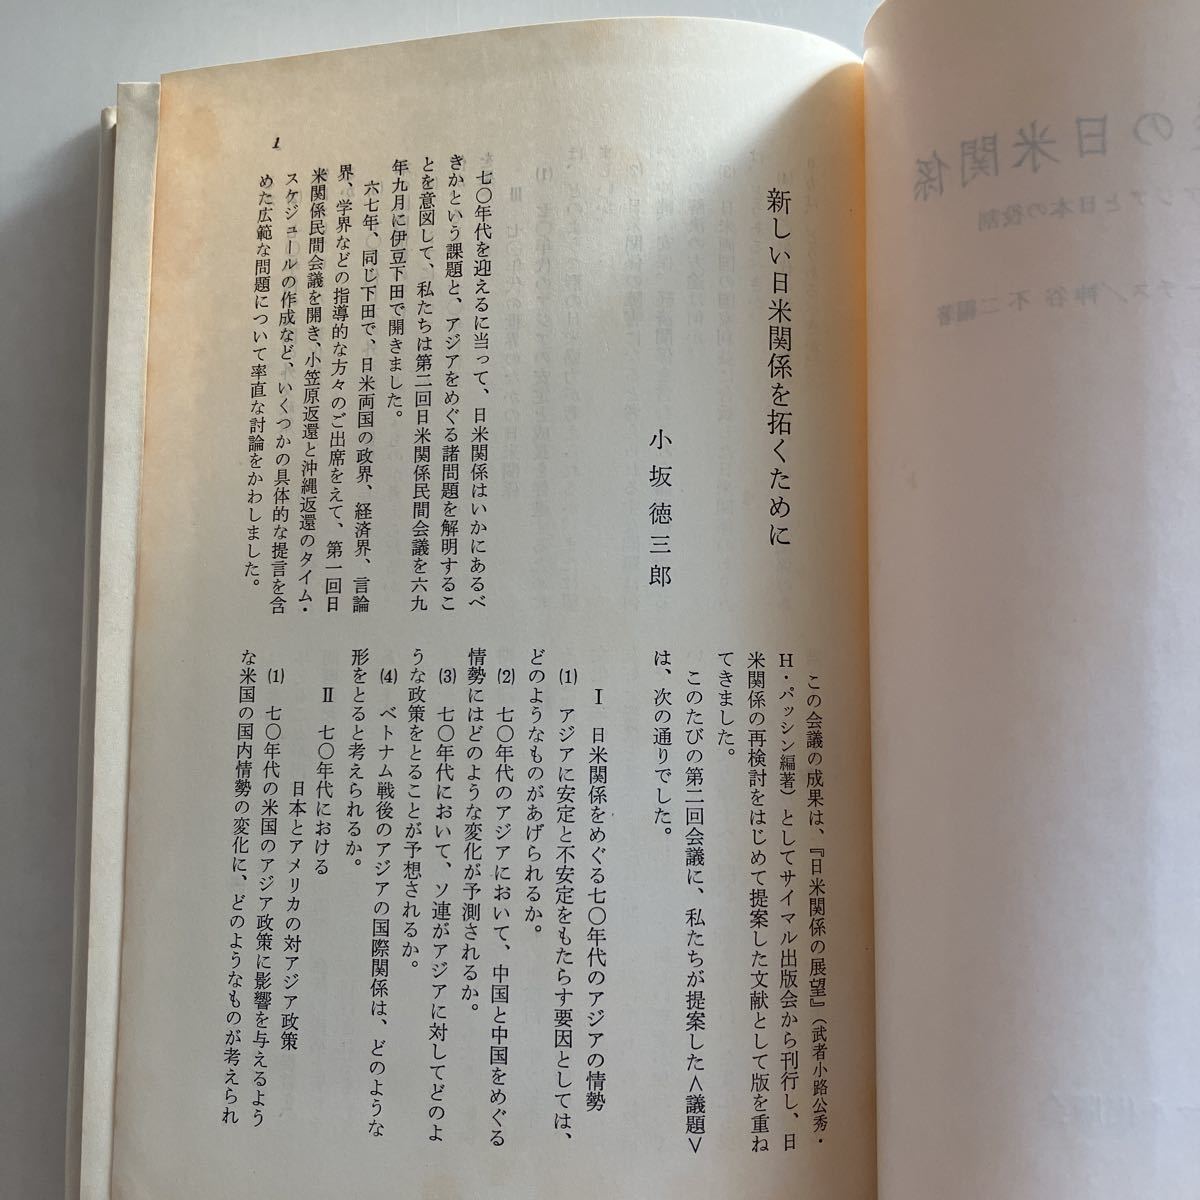 新しい日米関係を拓くために
小坂徳三郎
七〇年代を迎えるに当って、日米関係はいかにあるべ
きかという課題と、アジアをめぐる諸問題を解明するこ
とを意図して、私たちは第二回日米関係民間会議を六九
年九月に伊豆下田で開きました。
六七年、同じ下田で、日米両国の政界、経済界、言論
界、学界などの指導的な方々のご出席をえて、第一回日
米関係民間会議を開き、小笠原返還と沖縄返還のタイム・
スケジュールの作成など、いくつかの具体的な提言を含
めた広範な問題について率直な討論をかわしました。
この会議の成果は、『日米関係の展望』（武者小路公秀・
H・パッシン編著）としてサイマル出版会から刊行し、日
米関係の再検討をはじめて提案した文献として版を重ね
てきました。
このたびの第二回会議に、私たちが提案した＜議題＞
は、次の通りでした。
Ⅰ 日米関係をめぐる七〇年代のアジアの情勢
(1) アジアに安定と不安定をもたらす要因としては、
どのようなものがあげられるか。
(2) 七〇年代のアジアにおいて、中国と中国をめぐる
情勢にはどのような変化が予測されるか。
(3) 七〇年代において、ソ連がアジアに対してどのよ
うな政策をとることが予想されるか。
(4) ベトナム戦後のアジアの国際関係は、どのような
形をとると考えられるか。
Ⅱ 七〇年代における
日本とアメリカの対アジア政策
(1) 七〇年代の米国のアジア政策に影響を与えるよう
な米国の国内情勢の変化に、どのようなものが考えられ
1
の日米関係
アと日本の役割
神谷不二編著